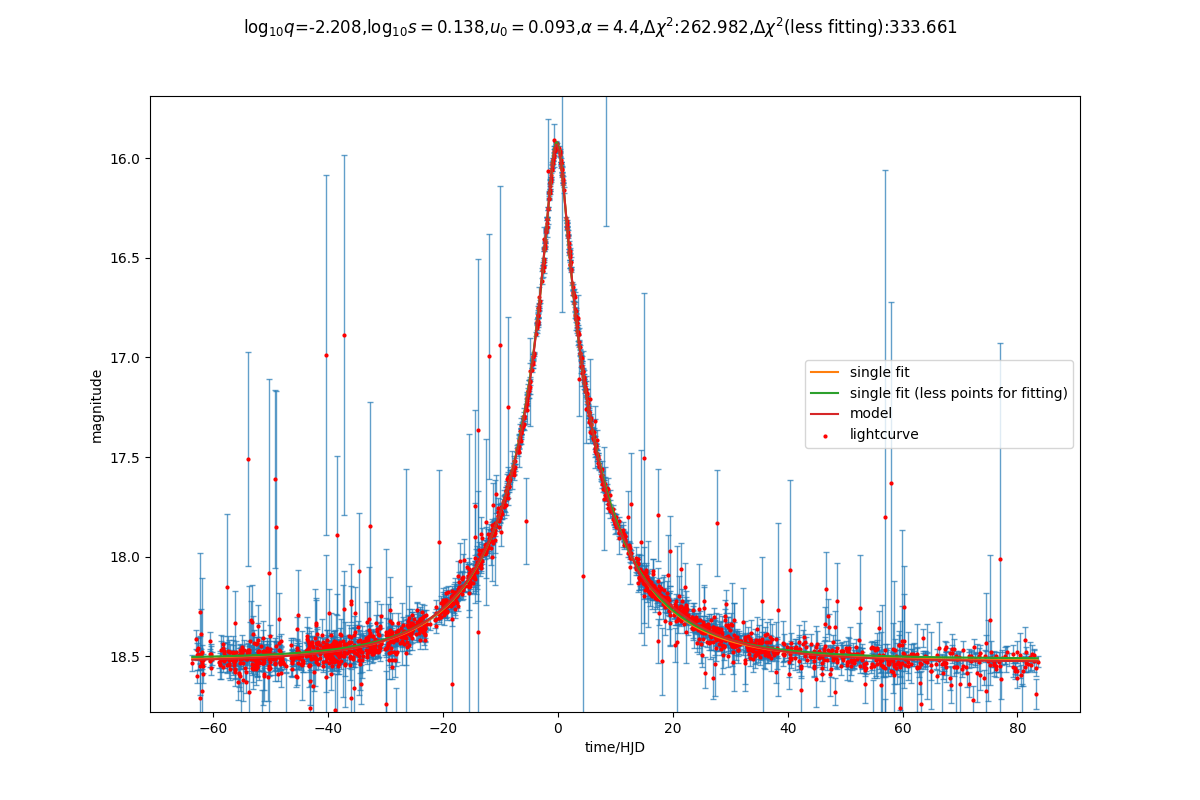 log₁₀q=-2.208,log₁₀s = 0.138,u₀ = 0.093,α = 4.4,Δχ²:262.982,Δχ²(less fitting):333.661
16.0
16.5
17.0
17.5
18.0
18.5
magnitude
single fit
single fit (less points for fitting)
model
lightcurve
−60
−40
−20
0
20
40
60
80
time/HJD